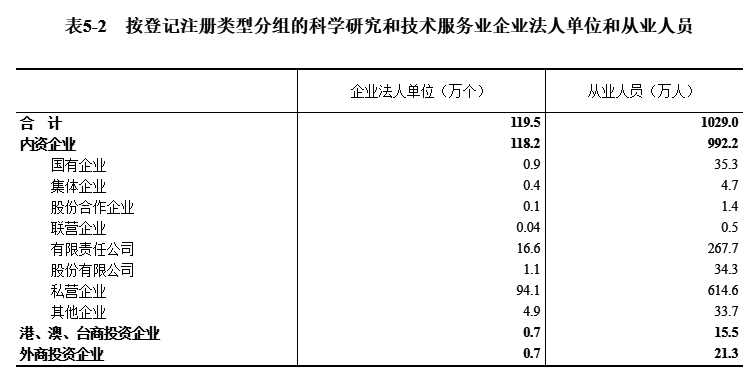 表5-2 按登记注册类型分组的科学研究和技术服务业企业法人单位和从业人员
企业法人单位（万个） 从业人员（万人）
合 计 119.5 1029.0
内资企业 118.2 992.2
国有企业 0.9 35.3
集体企业 0.4 4.7
股份合作企业 0.1 1.4
联营企业 0.04 0.5
有限责任公司 16.6 267.7
股份有限公司 1.1 34.3
私营企业 94.1 614.6
其他企业 4.9 33.7
港、澳、台商投资企业 0.7 15.5
外商投资企业 0.7 21.3